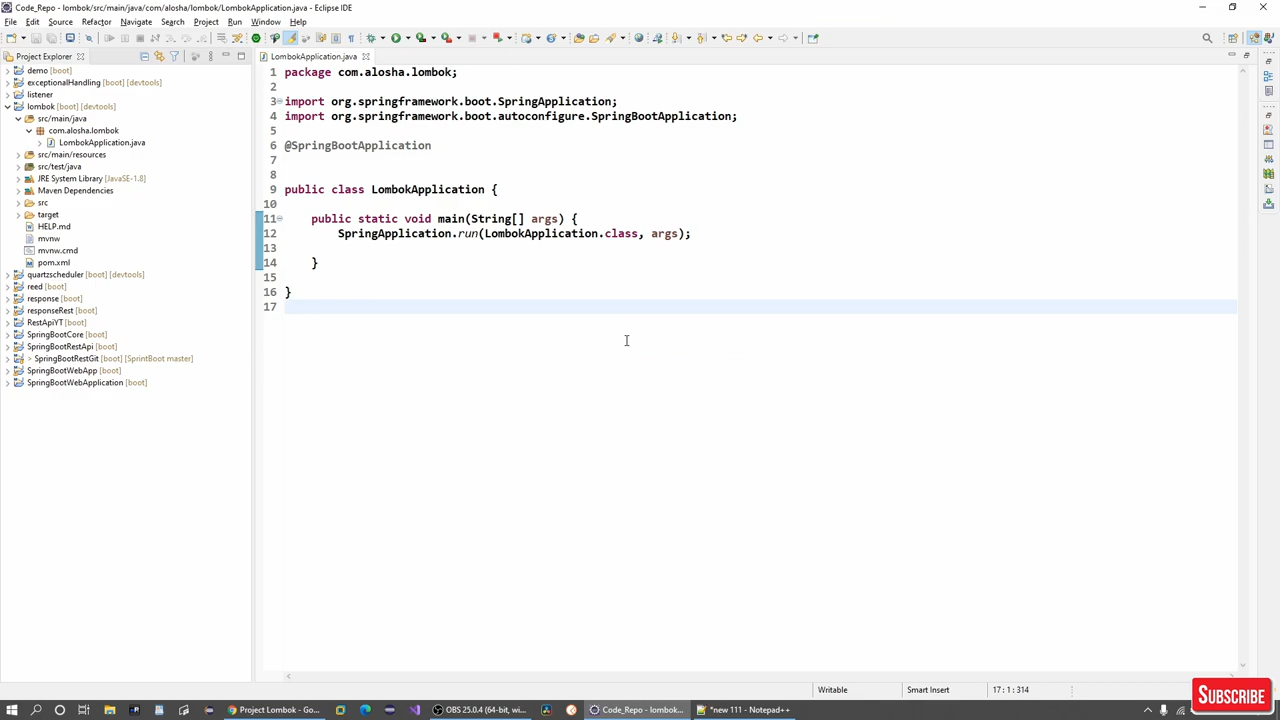 Code_Repo - lombok/src/main/java/com/alosha/lombok/LombokApplication.java - Eclipse IDE
File Edit Source Refactor Navigate Search Project Run Window Help
Project Explorer
LombokApplication.java
demo [boot]
exceptionalHandling [boot] [devtools]
listener
lombok [boot] [devtools]
src/main/java
com.alosha.lombok
LombokApplication.java
src/main/resources
src/test/java
JRE System Library [JavaSE-1.8]
Maven Dependencies
src
target
HELP.md
mvnw
mvnw.cmd
pom.xml
quartzscheduler [boot] [devtools]
reed [boot]
response [boot]
responseRest [boot]
RestApiYT [boot]
SpringBootCore [boot]
SpringBootRestApi [boot]
> SpringBootRestGit [boot] [SprintBoot master]
SpringBootWebApp [boot]
SpringBootWebApplication [boot]
1 package com.alosha.lombok;
2
3 import org.springframework.boot.SpringApplication;
4 import org.springframework.boot.autoconfigure.SpringBootApplication;
5
6 @SpringBootApplication
7
8
9 public class LombokApplication {
10
11 public static void main(String[] args) {
12 SpringApplication.run(LombokApplication.class, args);
13
14 }
15
16 }
17
Writable Smart Insert 17 : 1 : 314
SUBSCRIBE
Project Lombok - Go... OBS 25.0.4 (64-bit, wi... Code_Repo - lombok... *new 111 - Notepad++